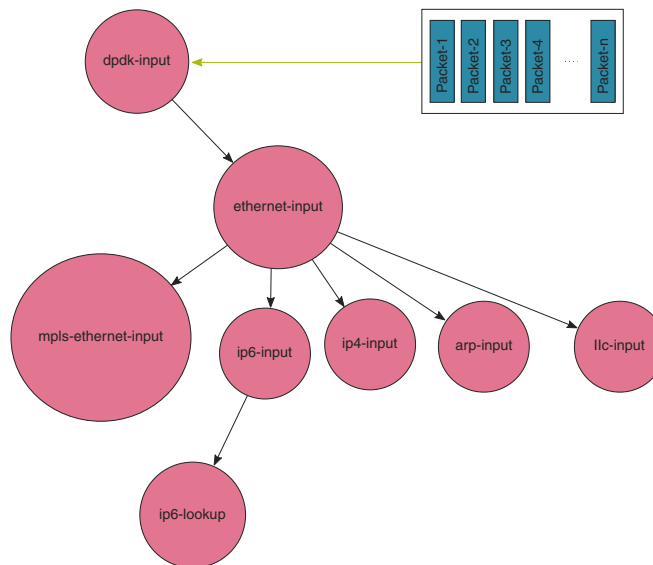 dpdk-input
Packet-1
Packet-2
Packet-3
Packet-4
.....
Packet-n
ethernet-input
mpls-ethernet-input
ip6-input
ip4-input
arp-input
llc-input
ip6-lookup